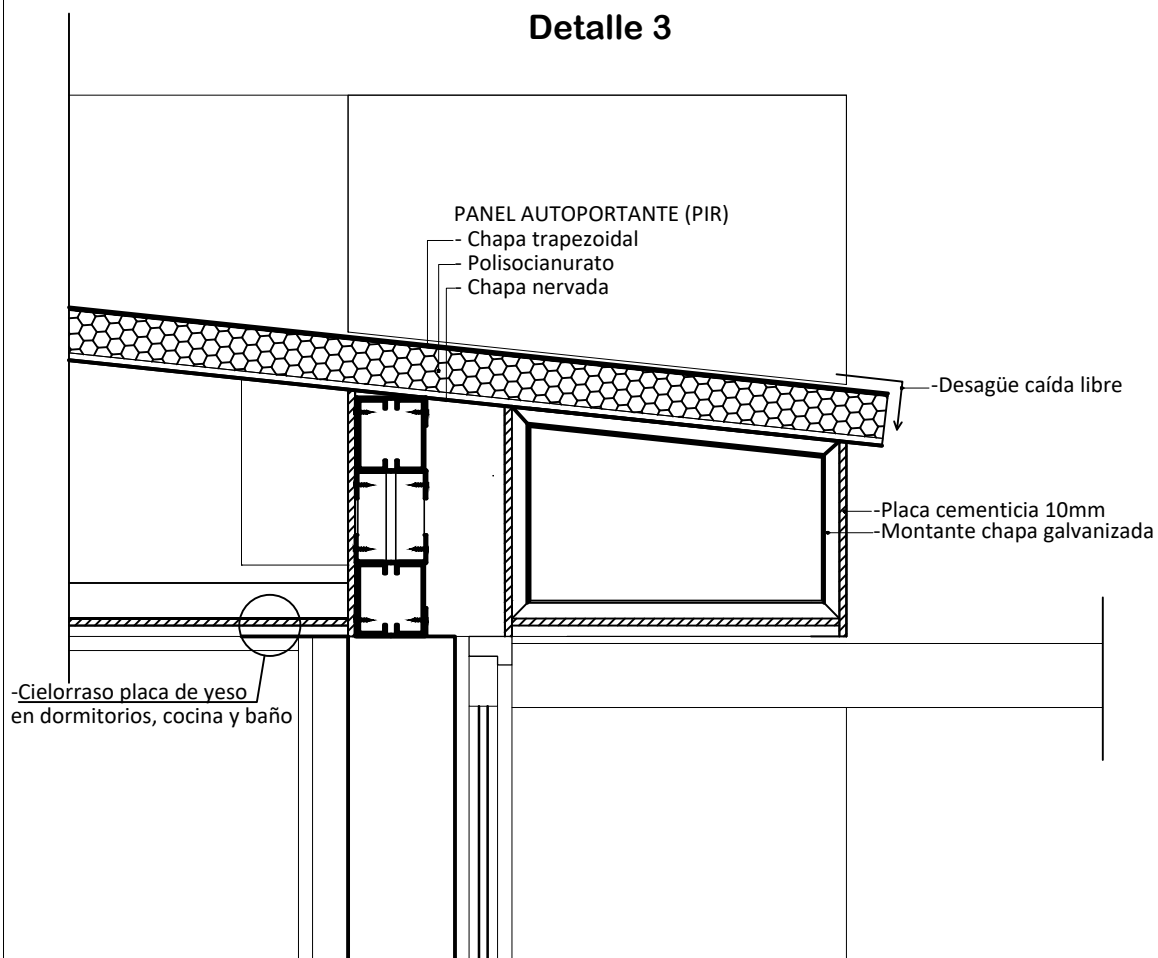 Detalle 3
PANEL AUTOPORTANTE (PIR)
- Chapa trapezoidal
- Polisocianurato
- Chapa nervada
-Desagüe caída libre
-Placa cementicia 10mm
-Montante chapa galvanizada
-Cielorraso placa de yeso
en dormitorios, cocina y baño